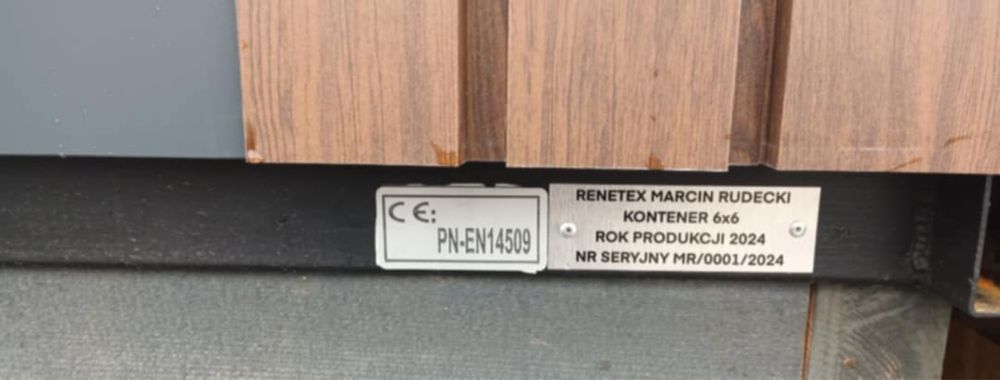 CE:
PN-EN14509
RENETEX MARCIN RUDECKI
KONTENER 6x6
ROK PRODUKCJI 2024
NR SERYJNY MR/0001/2024